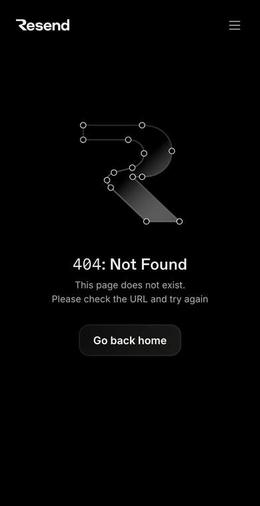 Resend
404: Not Found
This page does not exist.
Please check the URL and try again
Go back home